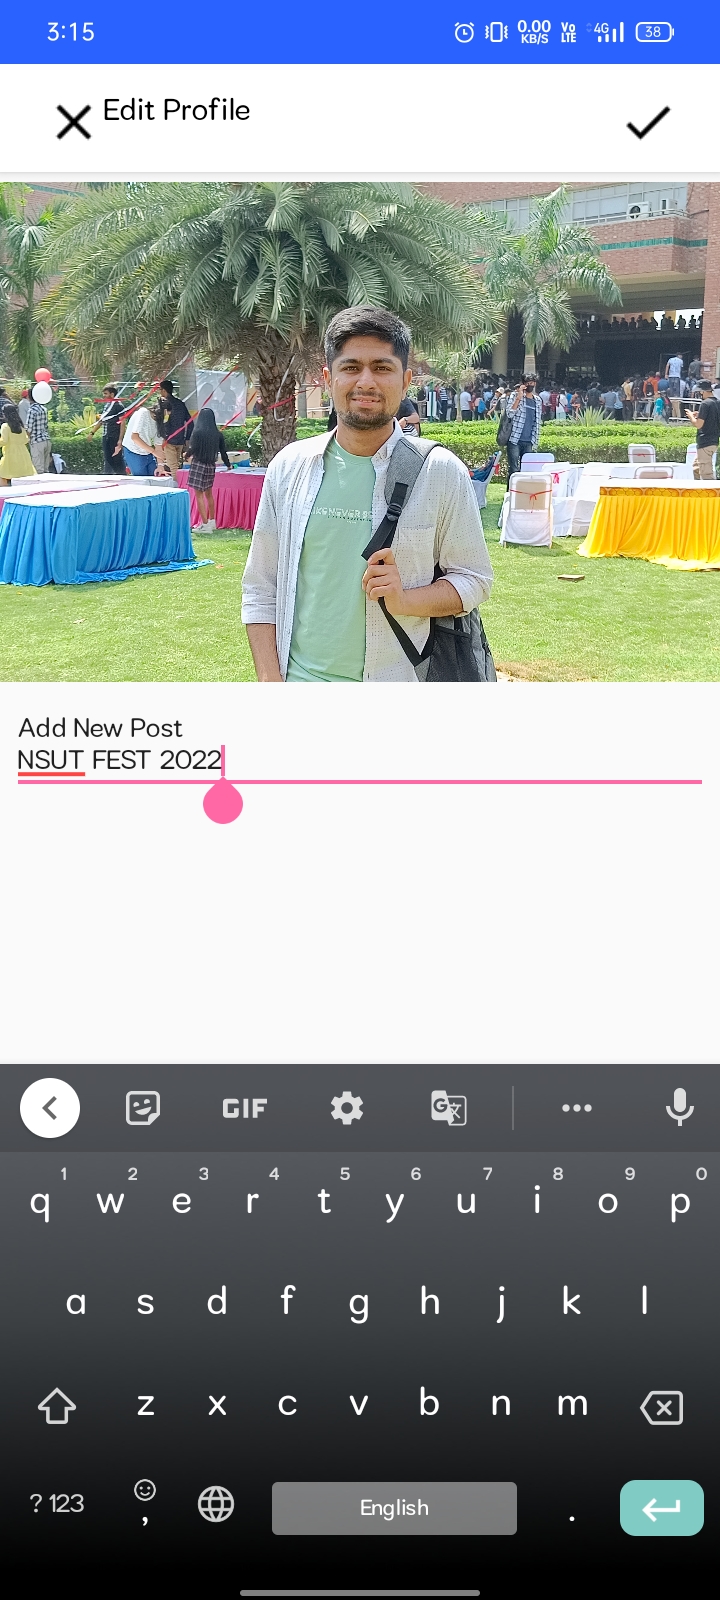 3:15 0.00 KB/S Vo LTE 4G 38
Edit Profile
Add New Post
NSUT FEST 2022
GIF G
1 2 3 4 5 6 7 8 9 0
q w e r t y u i o p
a s d f g h j k l
z x c v b n m
?123 , English .